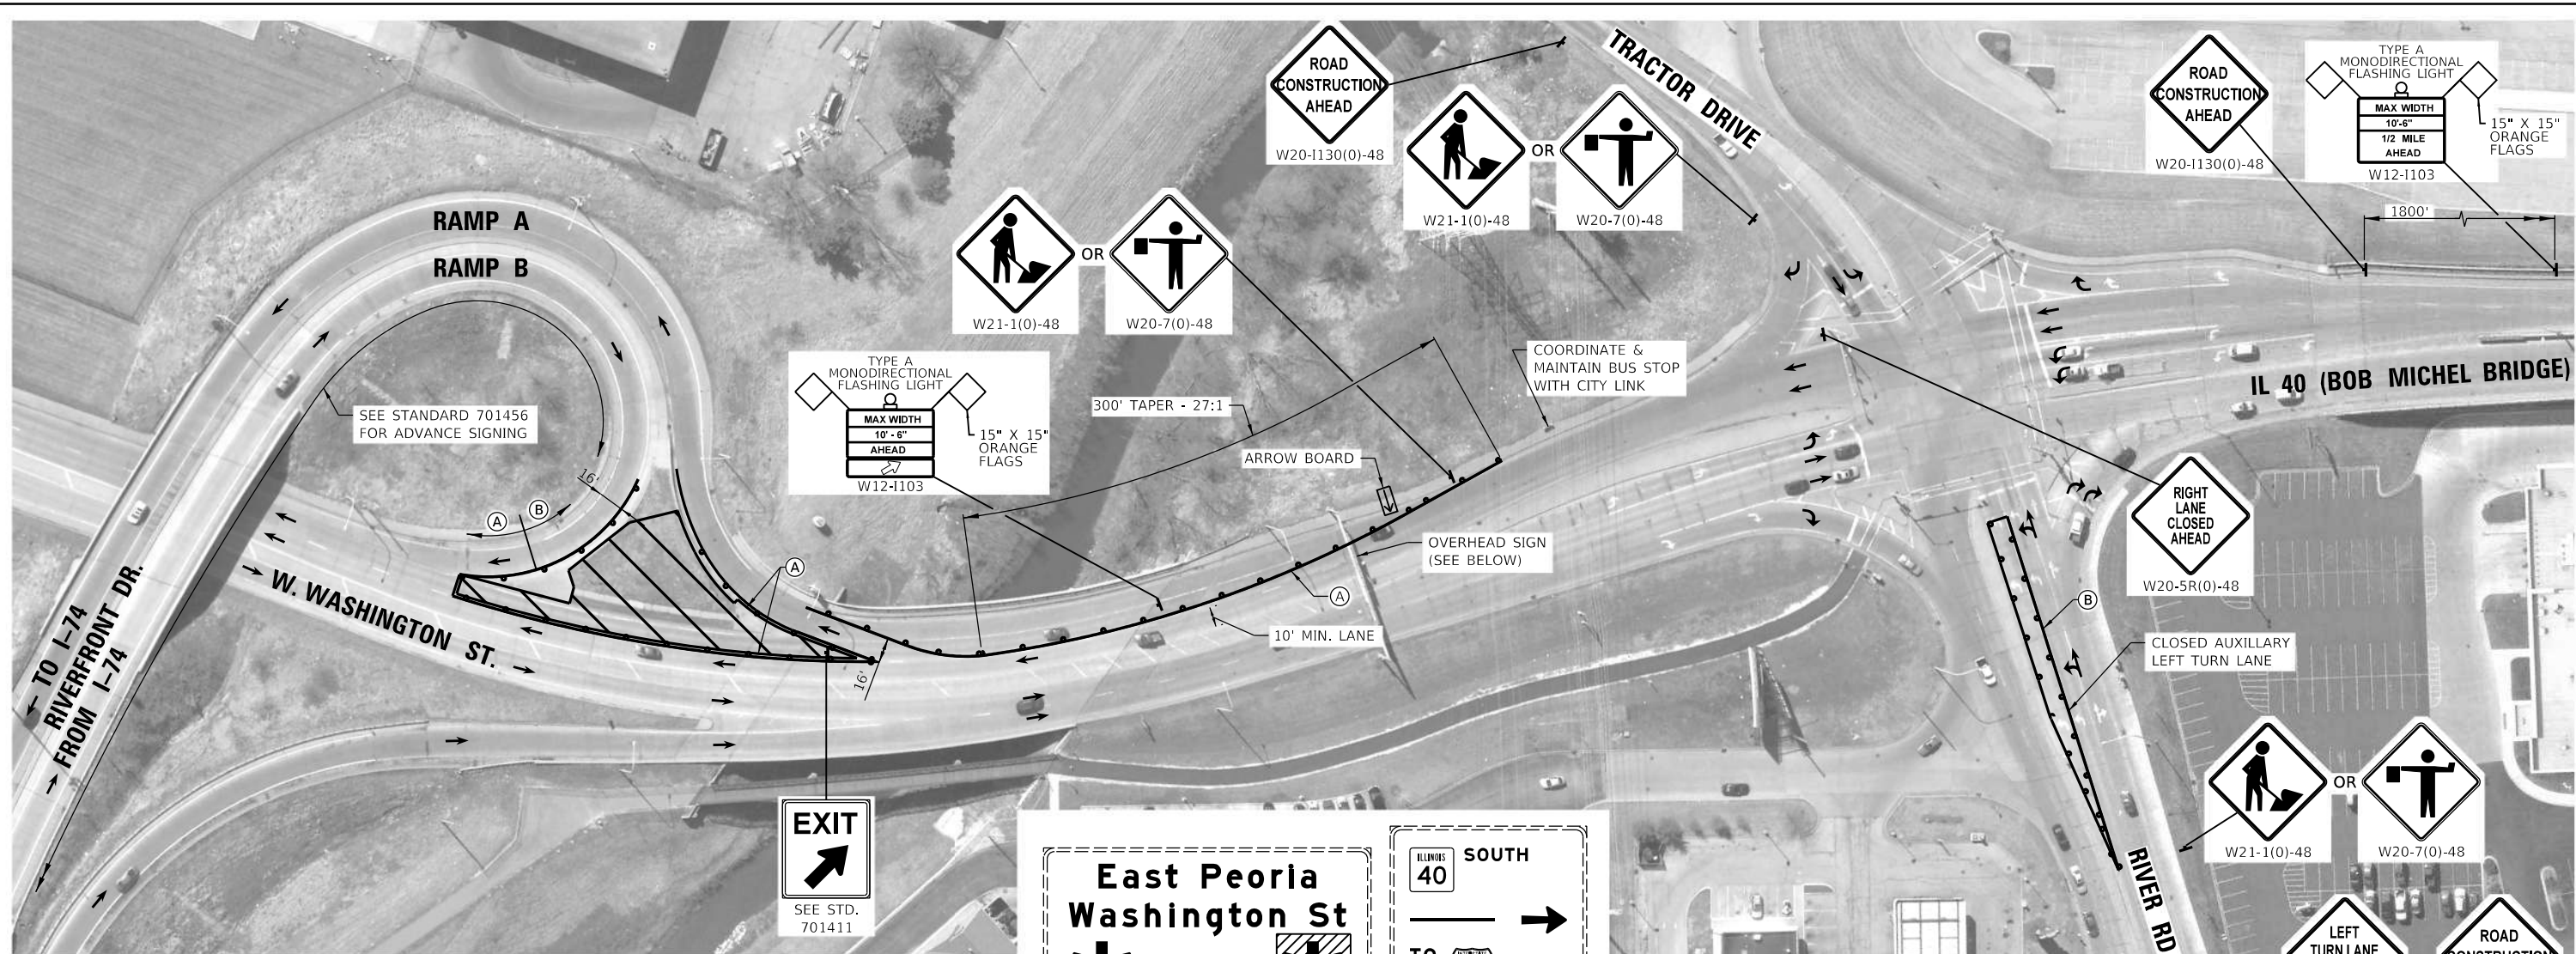 ROAD
CONSTRUCTION
AHEAD
W20-I130(0)-48
TRACTOR DRIVE
W21-1(0)-48
OR
W20-7(0)-48
ROAD
CONSTRUCTION
AHEAD
W20-I130(0)-48
TYPE A
MONODIRECTIONAL
FLASHING LIGHT
MAX WIDTH
10'-6"
1/2 MILE
AHEAD
15" X 15"
ORANGE
FLAGS
W12-I103
1800'
RAMP A
RAMP B
W21-1(0)-48
OR
W20-7(0)-48
SEE STANDARD 701456
FOR ADVANCE SIGNING
TYPE A
MONODIRECTIONAL
FLASHING LIGHT
MAX WIDTH
10' - 6"
AHEAD
15" X 15"
ORANGE
FLAGS
W12-I103
300' TAPER - 27:1
COORDINATE &
MAINTAIN BUS STOP
WITH CITY LINK
ARROW BOARD
OVERHEAD SIGN
(SEE BELOW)
IL 40 (BOB MICHEL BRIDGE)
RIGHT
LANE
CLOSED
AHEAD
W20-5R(0)-48
16'
A
B
A
A
10' MIN. LANE
16'
B
CLOSED AUXILLARY
LEFT TURN LANE
W. WASHINGTON ST.
TO I-74
RIVERFRONT DR.
FROM I-74
EXIT
SEE STD.
701411
East Peoria
Washington St
ILLINOIS
40
SOUTH
TO
W21-1(0)-48
OR
W20-7(0)-48
RIVER RD
LEFT
TURN LANE
ROAD
CONSTRUCTION